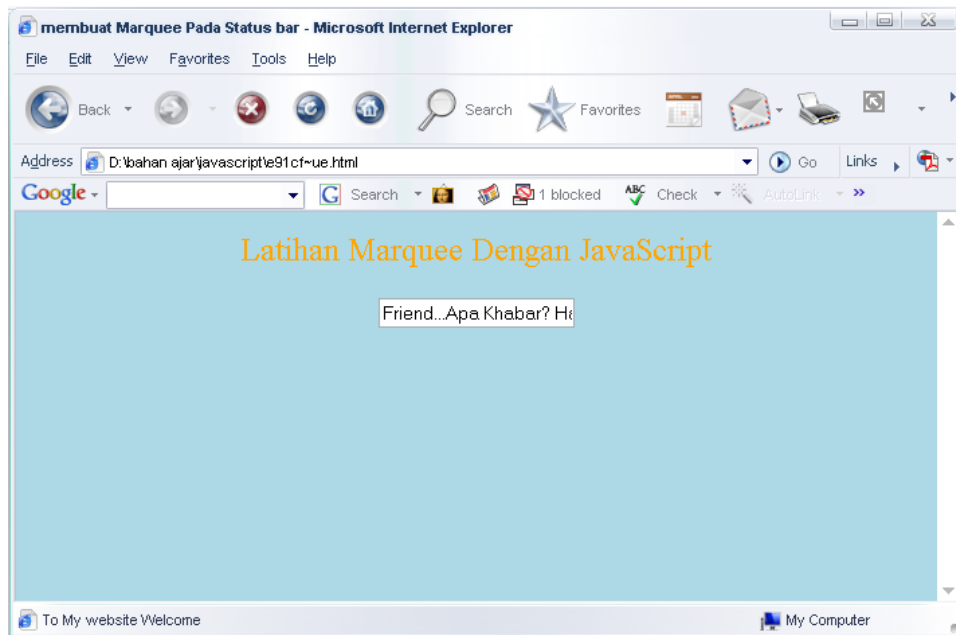 membuat Marquee Pada Status bar - Microsoft Internet Explorer
File Edit View Favorites Tools Help
Back Search Favorites
Address D:\bahan ajar\javascript\e91cf~ue.html Go Links
Google Search 1 blocked ABC Check AutoLink
Latihan Marquee Dengan JavaScript
Friend...Apa Khabar? Ha
To My website Welcome My Computer